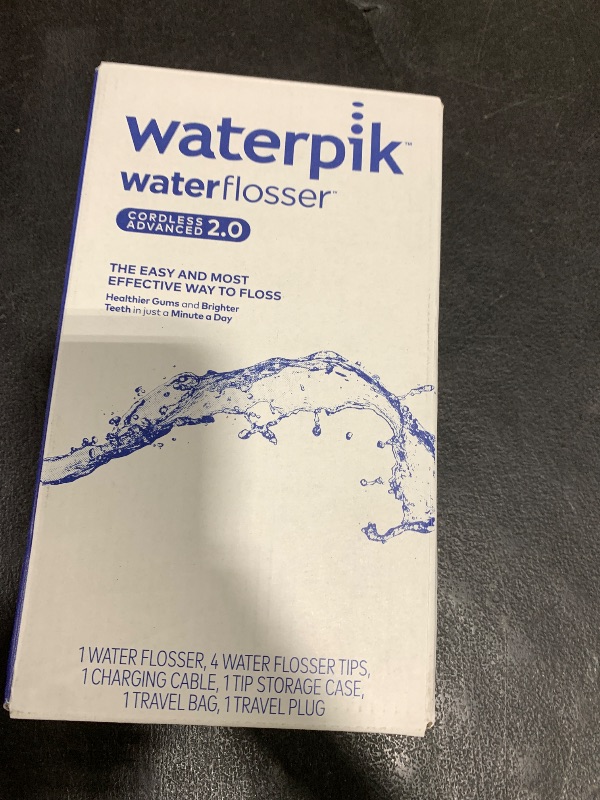 waterpik™
waterflosser™
CORDLESS
ADVANCED 2.0
THE EASY AND MOST
EFFECTIVE WAY TO FLOSS
Healthier Gums and Brighter
Teeth in just a Minute a Day
1 WATER FLOSSER, 4 WATER FLOSSER TIPS,
1 CHARGING CABLE, 1 TIP STORAGE CASE,
1 TRAVEL BAG, 1 TRAVEL PLUG